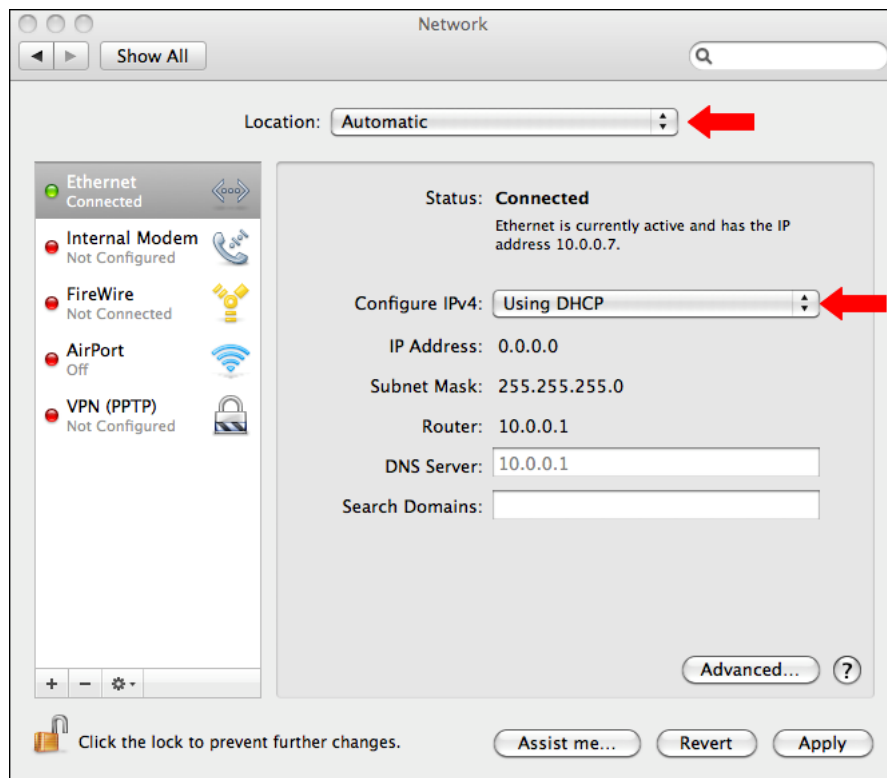 Network
Show All
Location: Automatic
Ethernet
Connected
Internal Modem
Not Configured
FireWire
Not Connected
AirPort
Off
VPN (PPTP)
Not Configured
Status: Connected
Ethernet is currently active and has the IP
address 10.0.0.7.
Configure IPv4: Using DHCP
IP Address: 0.0.0.0
Subnet Mask: 255.255.255.0
Router: 10.0.0.1
DNS Server: 10.0.0.1
Search Domains:
Advanced... ?
Click the lock to prevent further changes.
Assist me... Revert Apply